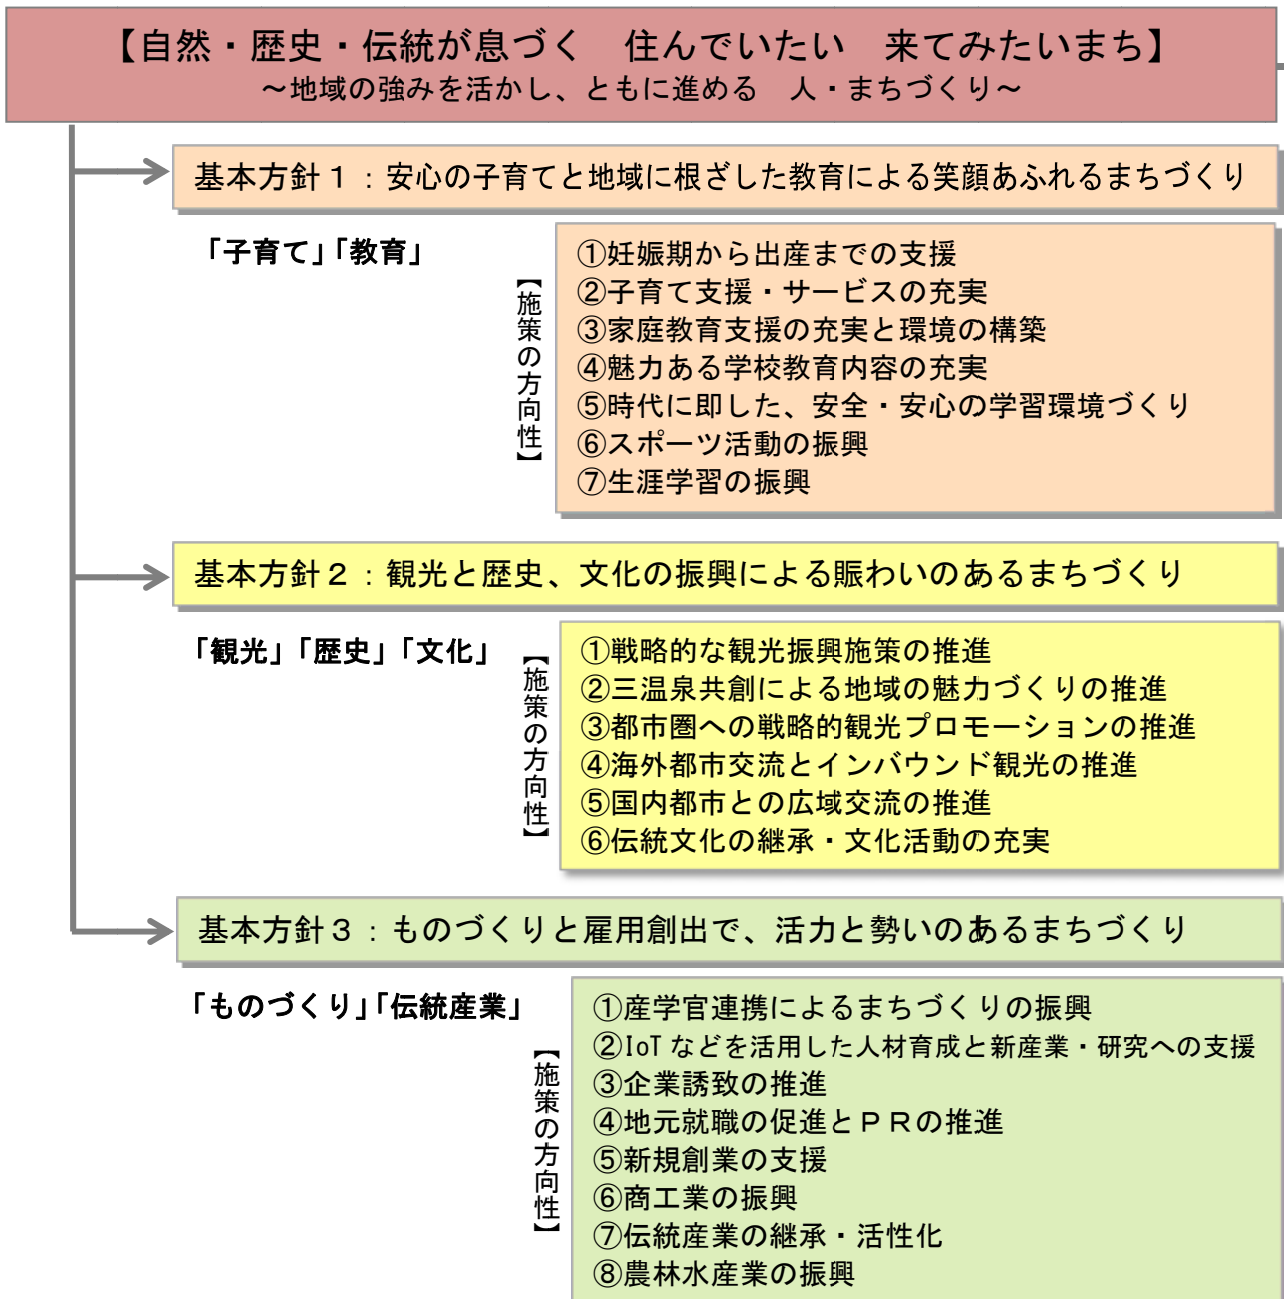 【自然・歴史・伝統が息づく　住んでいたい　来てみたいまち】
～地域の強みを活かし、ともに進める　人・まちづくり～
基本方針１：安心の子育てと地域に根ざした教育による笑顔あふれるまちづくり
「子育て」「教育」
【施策の方向性】
①妊娠期から出産までの支援
②子育て支援・サービスの充実
③家庭教育支援の充実と環境の構築
④魅力ある学校教育内容の充実
⑤時代に即した、安全・安心の学習環境づくり
⑥スポーツ活動の振興
⑦生涯学習の振興
基本方針２：観光と歴史、文化の振興による賑わいのあるまちづくり
「観光」「歴史」「文化」
【施策の方向性】
①戦略的な観光振興施策の推進
②三温泉共創による地域の魅力づくりの推進
③都市圏への戦略的観光プロモーションの推進
④海外都市交流とインバウンド観光の推進
⑤国内都市との広域交流の推進
⑥伝統文化の継承・文化活動の充実
基本方針３：ものづくりと雇用創出で、活力と勢いのあるまちづくり
「ものづくり」「伝統産業」
【施策の方向性】
①産学官連携によるまちづくりの振興
②IoT などを活用した人材育成と新産業・研究への支援
③企業誘致の推進
④地元就職の促進とＰＲの推進
⑤新規創業の支援
⑥商工業の振興
⑦伝統産業の継承・活性化
⑧農林水産業の振興